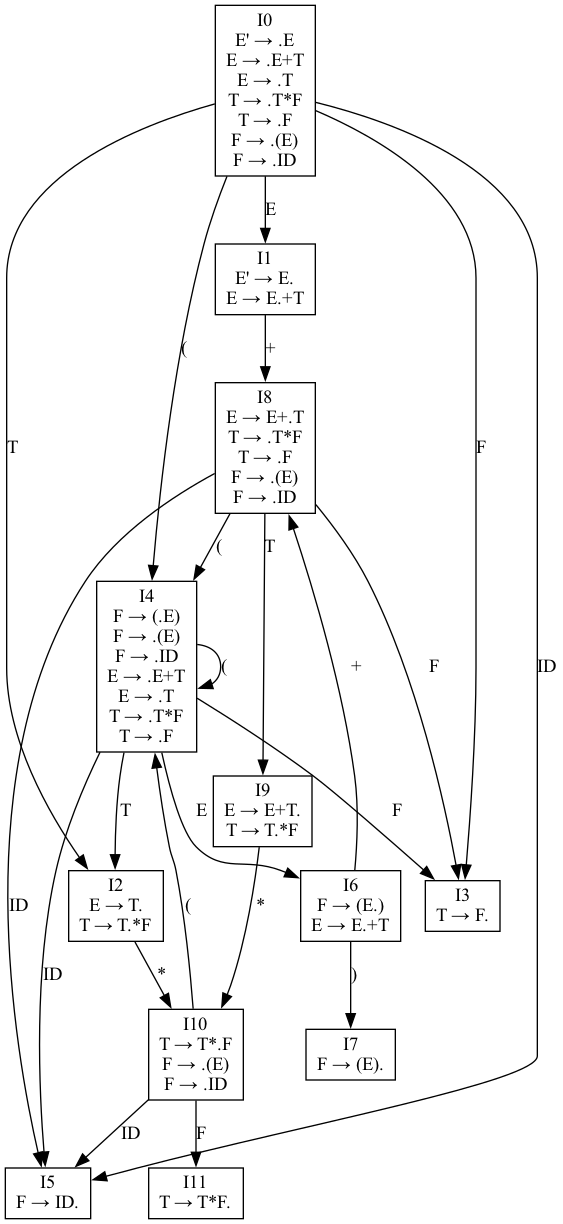 I0
E' → .E
E → .E+T
E → .T
T → .T*F
T → .F
F → .(E)
F → .ID
E
I1
E' → E.
E → E.+T
(
+
I8
E → E+.T
T → .T*F
T → .F
F → .(E)
F → .ID
T
F
(
T
I4
F → (.E)
F → .(E)
F → .ID
E → .E+T
E → .T
T → .T*F
T → .F
(
+
F
ID
I9
E → E+T.
T → T.*F
T
E
F
I2
E → T.
T → T.*F
I6
F → (E.)
E → E.+T
I3
T → F.
ID
(
*
ID
*
)
I10
T → T*.F
F → .(E)
F → .ID
I7
F → (E).
ID
F
I5
F → ID.
I11
T → T*F.